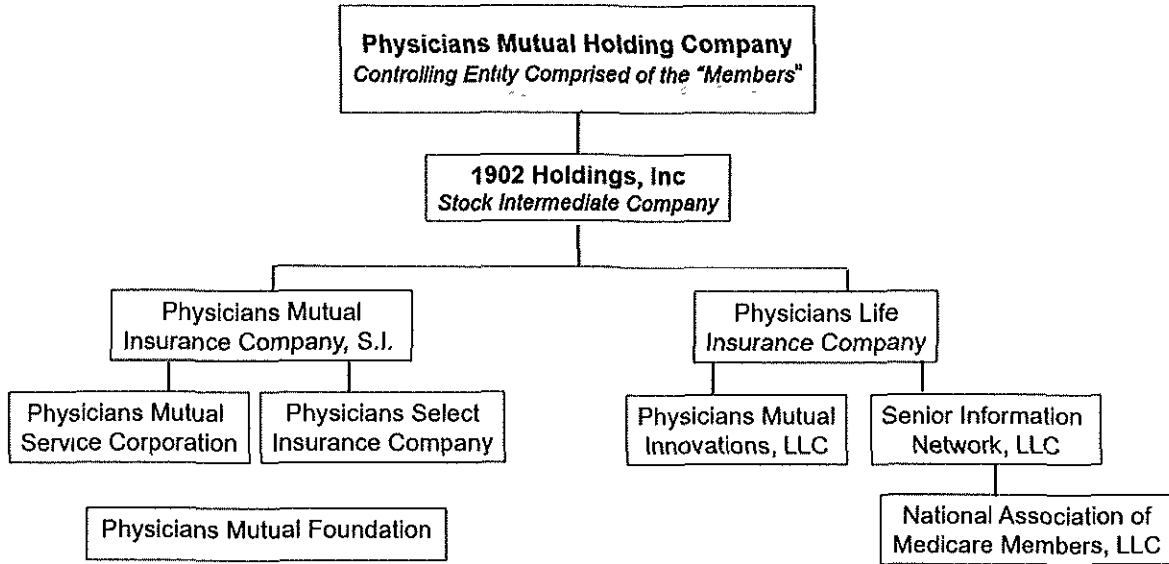 Physicians Mutual Holding Company
Controlling Entity Comprised of the "Members"
1902 Holdings, Inc
Stock Intermediate Company
Physicians Mutual
Insurance Company, S.I.
Physicians Life
Insurance Company
Physicians Mutual
Service Corporation
Physicians Select
Insurance Company
Physicians Mutual
Innovations, LLC
Senior Information
Network, LLC
Physicians Mutual Foundation
National Association of
Medicare Members, LLC